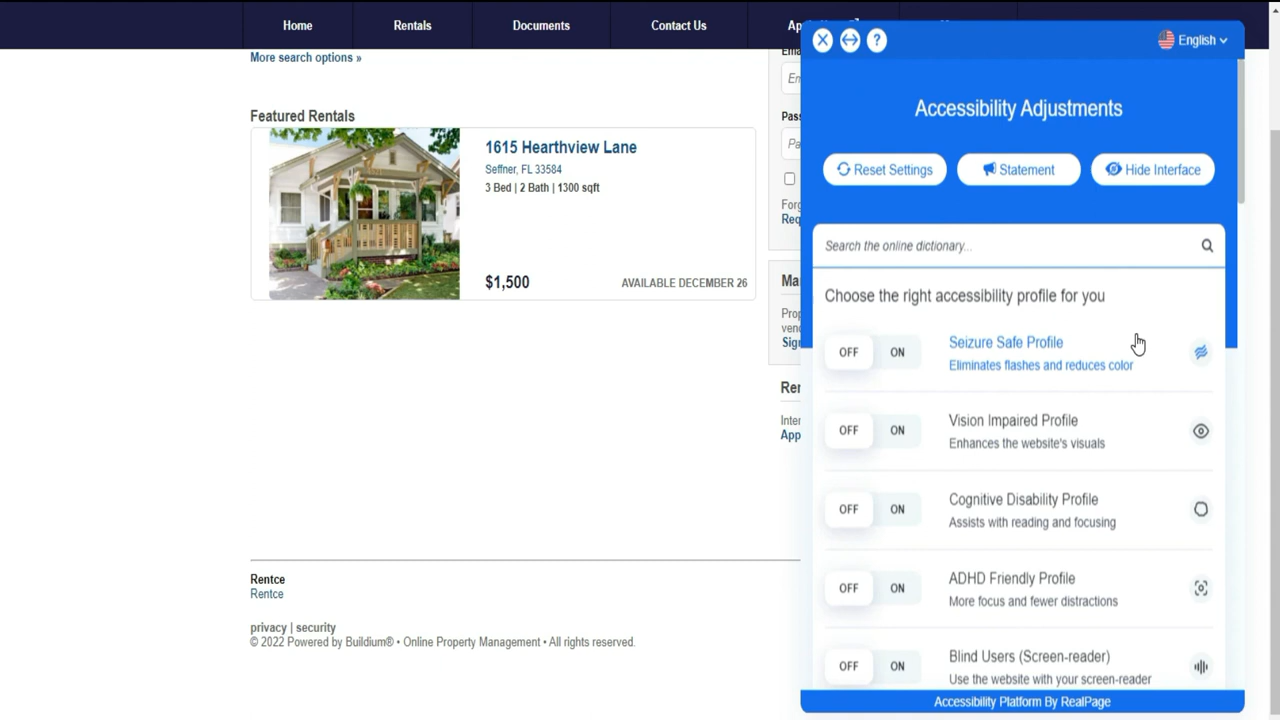 Home
Rentals
Documents
Contact Us
More search options »
Featured Rentals
1615 Hearthview Lane
Seffner, FL 33584
3 Bed | 2 Bath | 1300 sqft
$1,500
AVAILABLE DECEMBER 26
Rentce
Rentce
privacy | security
© 2022 Powered by Buildium® • Online Property Management • All rights reserved.
English
Accessibility Adjustments
Reset Settings
Statement
Hide Interface
Search the online dictionary...
Choose the right accessibility profile for you
OFF ON
Seizure Safe Profile
Eliminates flashes and reduces color
OFF ON
Vision Impaired Profile
Enhances the website's visuals
OFF ON
Cognitive Disability Profile
Assists with reading and focusing
OFF ON
ADHD Friendly Profile
More focus and fewer distractions
OFF ON
Blind Users (Screen-reader)
Use the website with your screen-reader
Accessibility Platform By RealPage